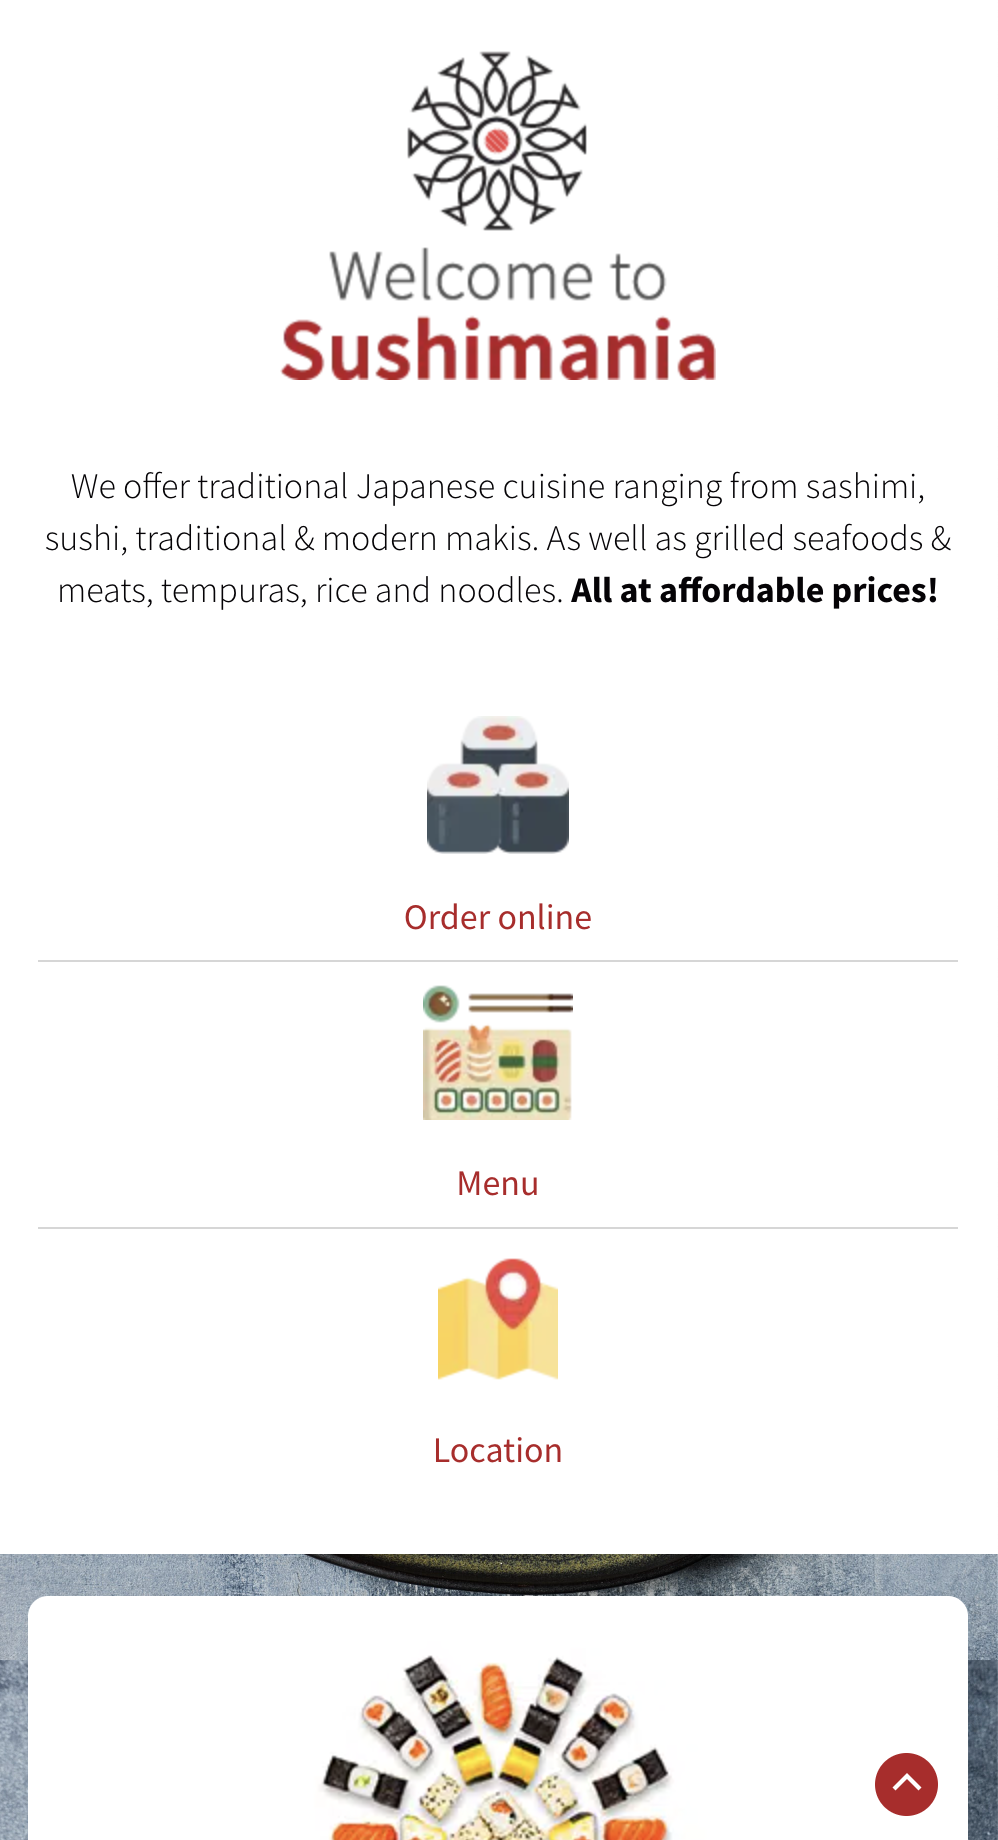 Welcome to
Sushimania
We offer traditional Japanese cuisine ranging from sashimi,
sushi, traditional & modern makis. As well as grilled seafoods &
meats, tempuras, rice and noodles. All at affordable prices!
Order online
Menu
Location